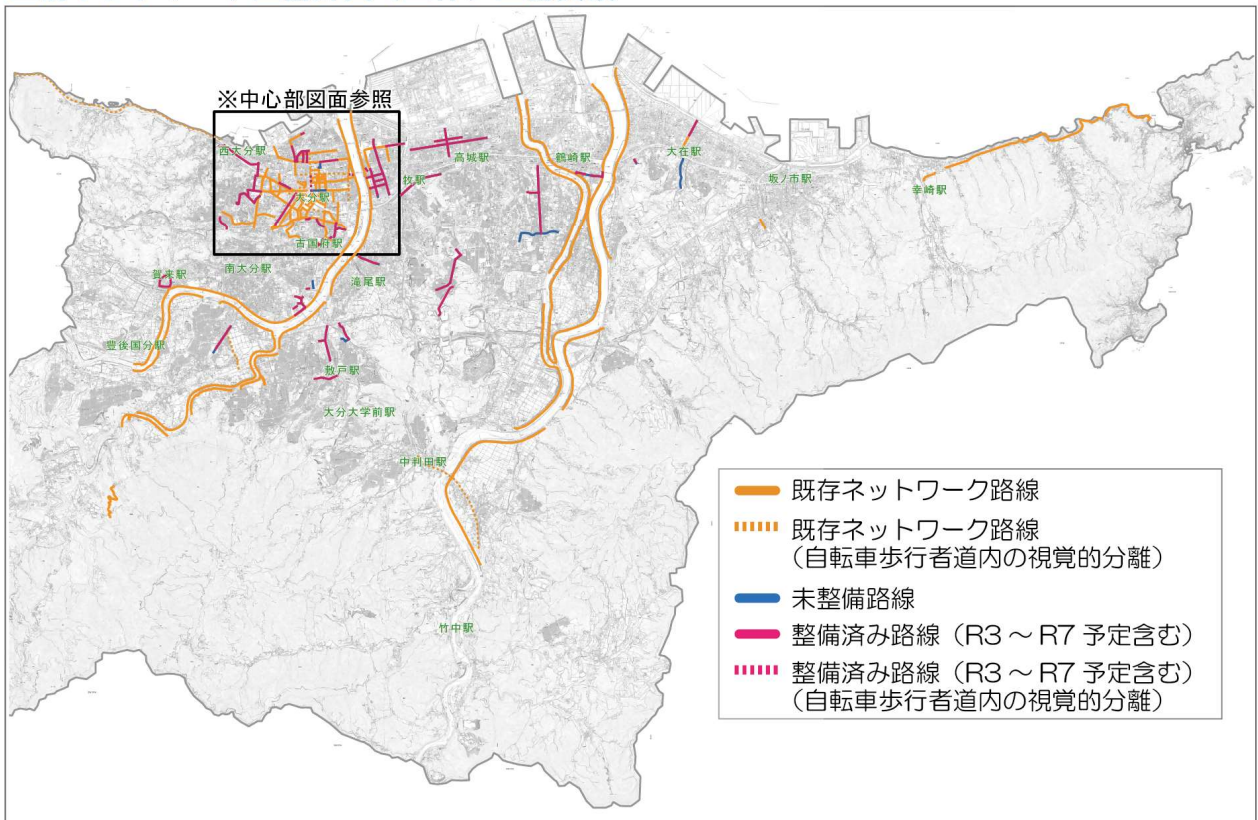 ※中心部図面参照
西大分駅
高城駅
鶴崎駅
大在駅
牧駅
坂ノ市駅
幸崎駅
大分駅
古国府駅
賀来駅
南大分駅
滝尾駅
豊後国分駅
敷戸駅
大分大学前駅
中判田駅
竹中駅
既存ネットワーク路線
既存ネットワーク路線
(自転車歩行者道内の視覚的分離)
未整備路線
整備済み路線(R3~R7 予定含む)
整備済み路線(R3~R7 予定含む)
(自転車歩行者道内の視覚的分離)